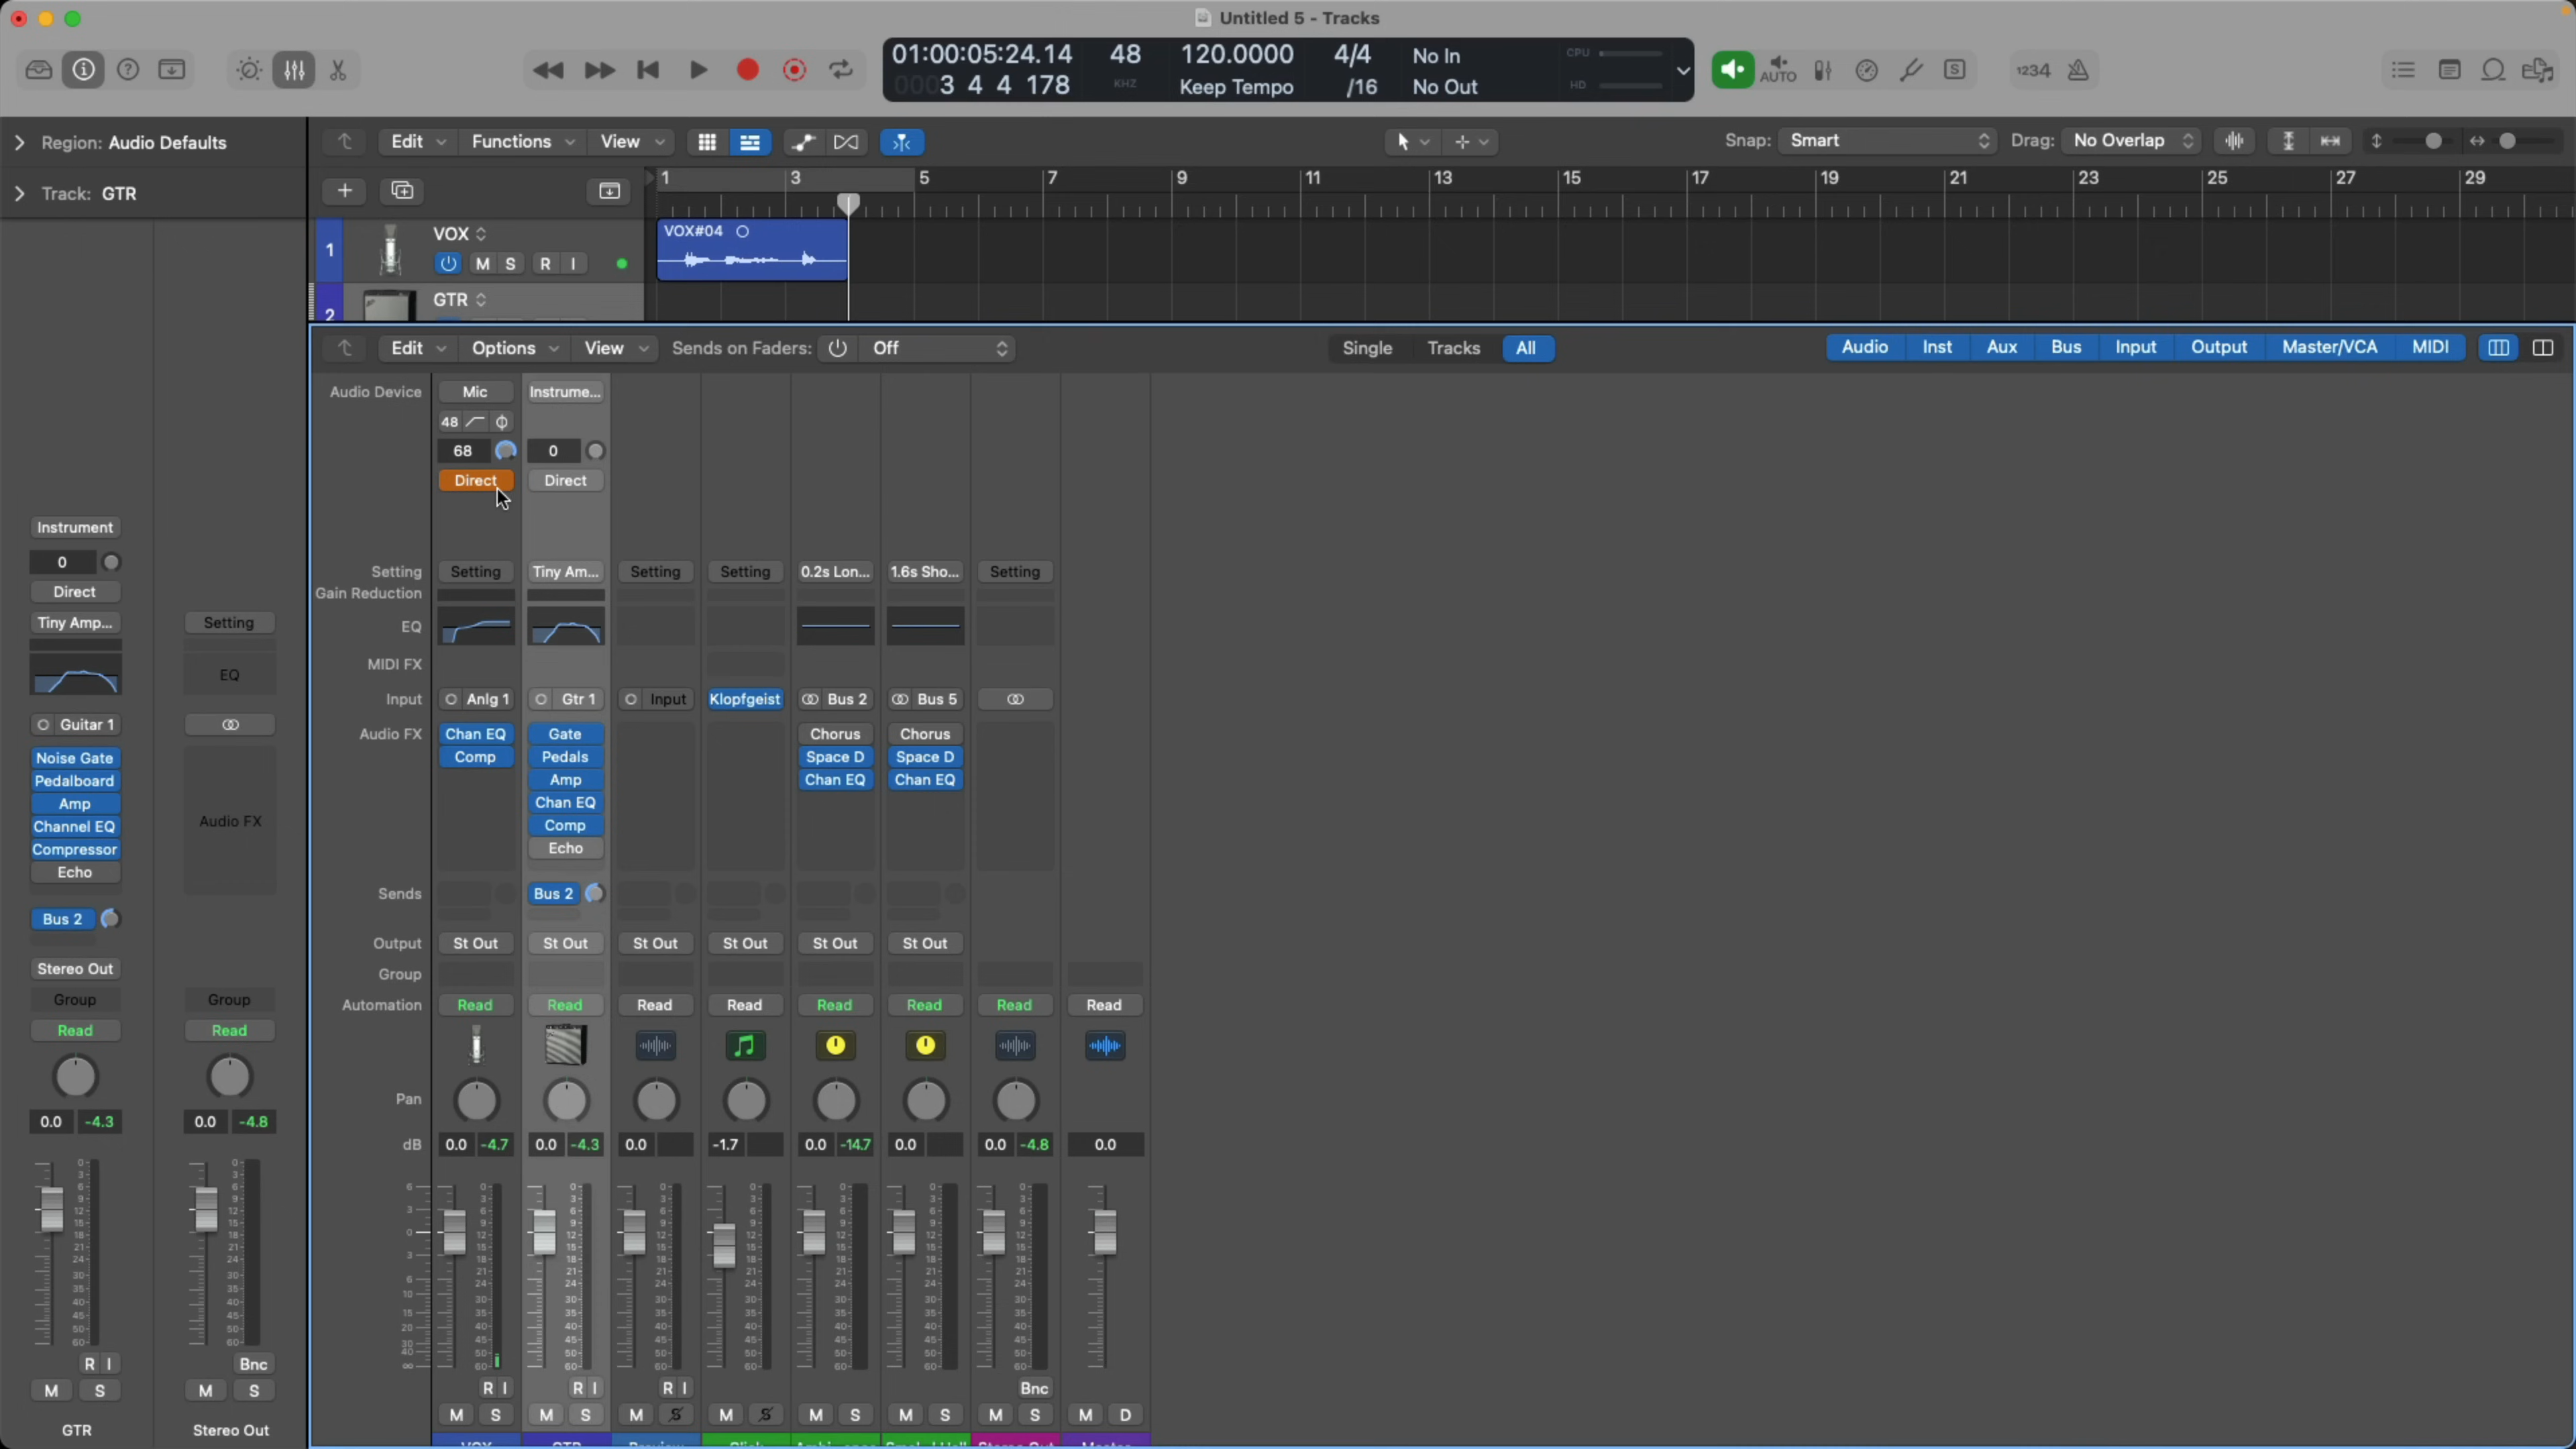 Untitled 5 - Tracks
01:00:05:24.14 48 120.0000 4/4 No In CPU
0003 4 4 178 KHZ Keep Tempo /16 No Out HD
AUTO S 1234
Region: Audio Defaults
Edit Functions View Snap: Smart Drag: No Overlap
Track: GTR
1 3 5 7 9 11 13 15 17 19 21 23 25 27 29
1 VOX
M S R I
VOX#04
2 GTR
Edit Options View Sends on Faders: Off Single Tracks All Audio Inst Aux Bus Input Output Master/VCA MIDI
Audio Device Mic Instrume...
48
68 0
Direct Direct
Setting Setting Tiny Am... Setting Setting 0.2s Lon... 1.6s Sho... Setting
Gain Reduction
EQ
MIDI FX
Input Anlg 1 Gtr 1 Input Klopfgeist Bus 2 Bus 5
Audio FX Chan EQ Gate Chorus Chorus
Comp Pedals Space D Space D
Amp Chan EQ Chan EQ
Chan EQ
Comp
Echo
Sends Bus 2
Output St Out St Out St Out St Out St Out St Out
Group
Automation Read Read Read Read Read Read Read Read
Pan
dB 0.0 -4.7 0.0 -4.3 0.0 -1.7 0.0 -14.7 0.0 0.0 -4.8 0.0
R I R I R I Bnc
M S M S M S M S M S M S M S M D
Instrument
0
Direct
Tiny Amp... Setting
EQ
Guitar 1
Noise Gate
Pedalboard
Amp
Channel EQ Audio FX
Compressor
Echo
Bus 2
Stereo Out
Group Group
Read Read
0.0 -4.3 0.0 -4.8
R I Bnc
M S M S
GTR Stereo Out